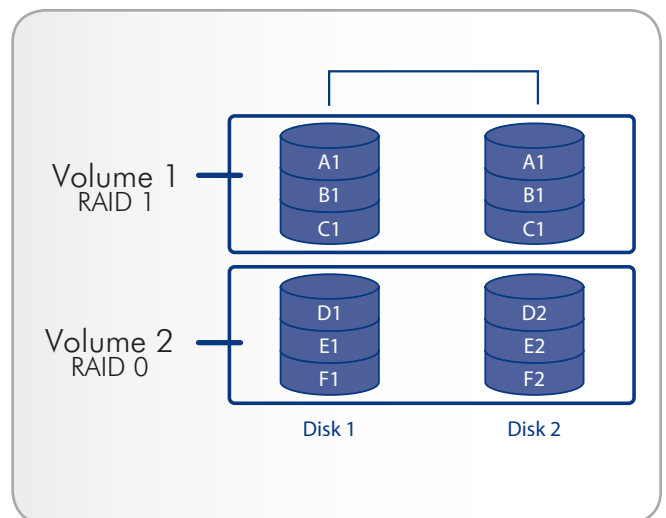 Volume 1
RAID 1
A1
B1
C1
A1
B1
C1
Volume 2
RAID 0
D1
E1
F1
D2
E2
F2
Disk 1
Disk 2